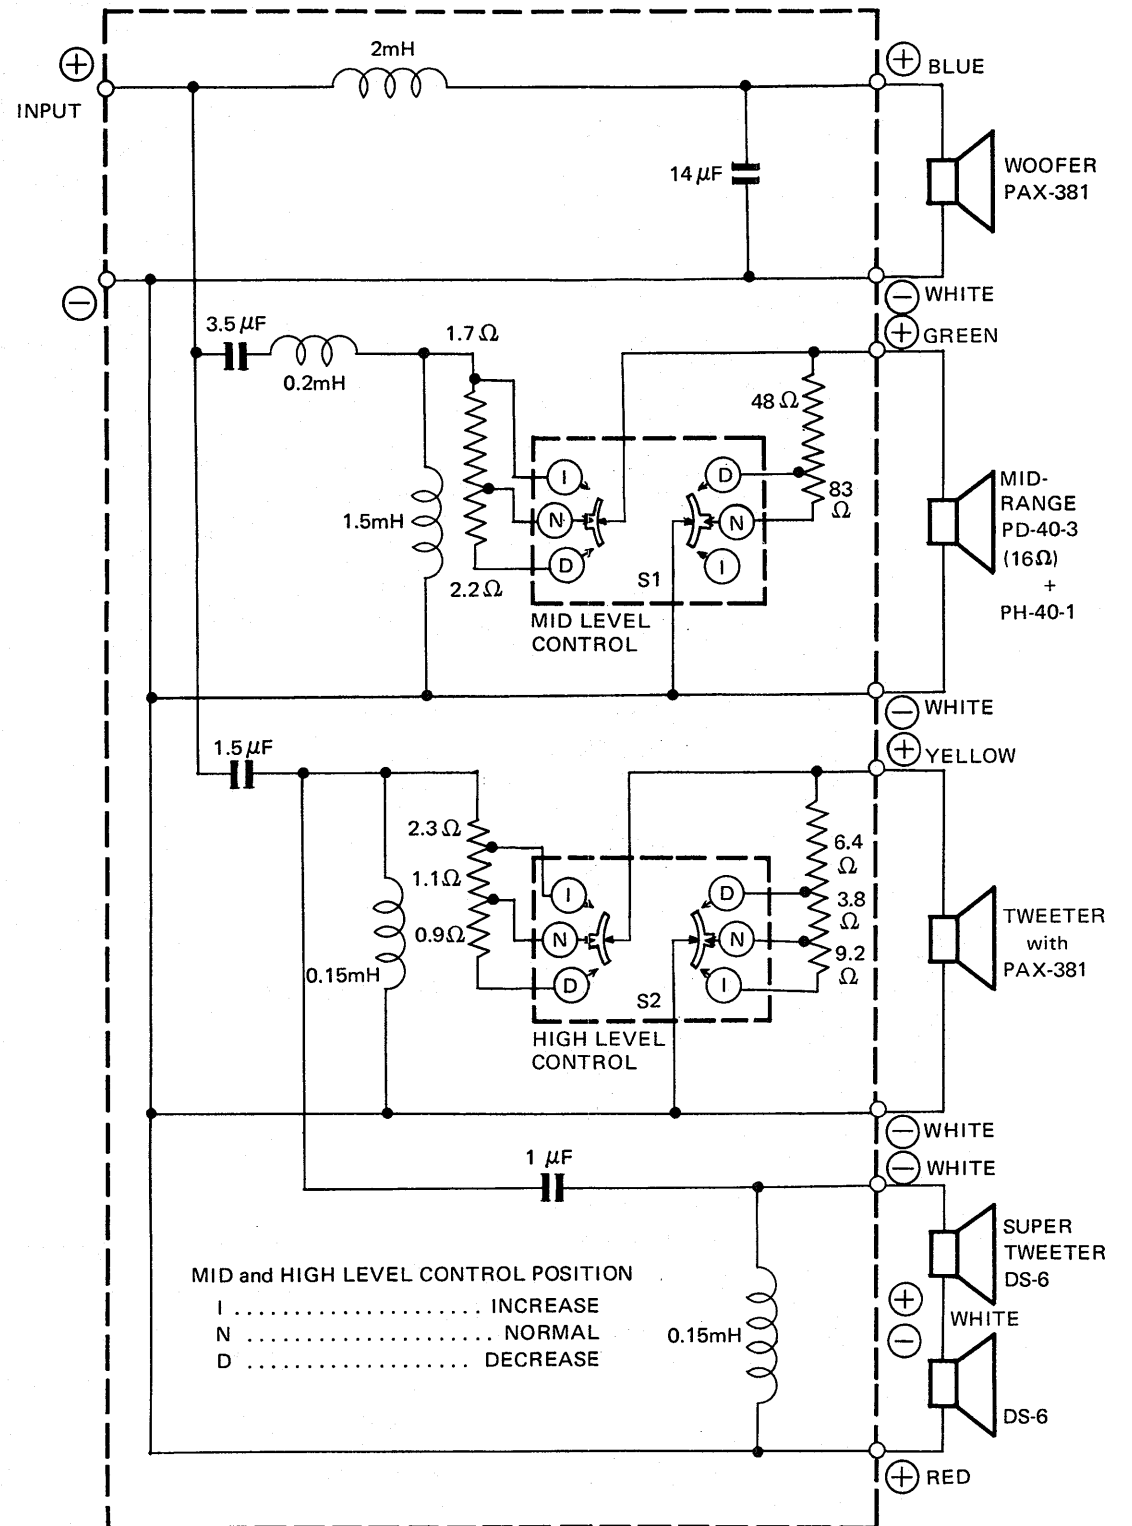 2mH
⊕
INPUT
⊕ BLUE
14 μF
WOOFER
PAX-381
⊖
⊖ WHITE
⊕ GREEN
3.5 μF
0.2mH
1.7 Ω
48 Ω
I
D
83
Ω
1.5mH
N
N
D
I
S1
2.2 Ω
MID LEVEL
CONTROL
MID-
RANGE
PD-40-3
(16Ω)
+
PH-40-1
⊖ WHITE
⊕ YELLOW
1.5 μF
2.3 Ω
6.4
Ω
1.1Ω
I
D
3.8
Ω
0.9Ω
N
N
9.2
Ω
0.15mH
D
I
S2
HIGH LEVEL
CONTROL
TWEETER
with
PAX-381
⊖ WHITE
⊖ WHITE
1 μF
SUPER
TWEETER
DS-6
⊕
WHITE
⊖
MID and HIGH LEVEL CONTROL POSITION
I ..................... INCREASE
N ..................... NORMAL
D ................... DECREASE
0.15mH
DS-6
⊕ RED